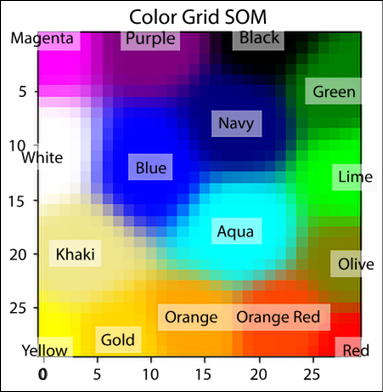 Color Grid SOM
Magenta
Purple
Black
5
Green
Navy
10
White
Blue
Lime
15
Aqua
20
Khaki
Olive
25
Orange
Orange Red
Gold
Yellow
Red
0
5
10
15
20
25